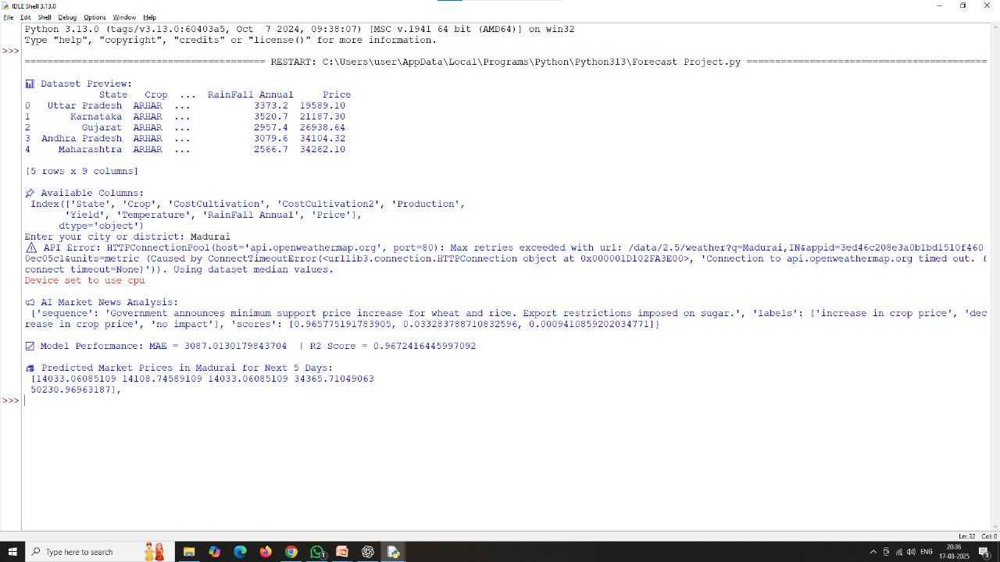 IDLE Shell 3.13.0
File Edit Shell Debug Options Window Help
Python 3.13.0 (tags/v3.13.0:60403a5, Oct  7 2024, 09:38:07) [MSC v.1941 64 bit (AMD64)] on win32
Type "help", "copyright", "credits" or "license()" for more information.
>>>
========================================== RESTART: C:\Users\user\AppData\Local\Programs\Python\Python313\Forecast Project.py ==========================================
Dataset Preview:
State Crop ... RainFall Annual Price
0 Uttar Pradesh ARHAR ... 3373.2 19589.10
1 Karnataka ARHAR ... 3520.7 21187.30
2 Gujarat ARHAR ... 2957.4 26938.64
3 Andhra Pradesh ARHAR ... 3079.6 34104.32
4 Maharashtra ARHAR ... 2566.7 34262.10
[5 rows x 9 columns]
Available Columns:
Index(['State', 'Crop', 'CostCultivation', 'CostCultivation2', 'Production',
'Yield', 'Temperature', 'RainFall Annual', 'Price'],
dtype='object')
Enter your city or district: Madurai
API Error: HTTPConnectionPool(host='api.openweathermap.org', port=80): Max retries exceeded with url: /data/2.5/weather?q=Madurai,IN&appid=3ed46c208e3a0b1bd1510f460
0ec05c1&units=metric (Caused by ConnectTimeoutError(<urllib3.connection.HTTPConnection object at 0x000001D102FA3E00>, 'Connection to api.openweathermap.org timed out. (
connect timeout=None)')). Using dataset median values.
Device set to use cpu
AI Market News Analysis:
{'sequence': 'Government announces minimum support price increase for wheat and rice. Export restrictions imposed on sugar.', 'labels': ['increase in crop price', 'dec
rease in crop price', 'no impact'], 'scores': [0.965775191783905, 0.033283788710832596, 0.0009410859202034771]}
Model Performance: MAE = 3087.0130179843704 | R2 Score = 0.9672416445997092
Predicted Market Prices in Madurai for Next 5 Days:
[14033.06085109 14108.74589109 14033.06085109 34365.71049063
50230.96963187],
>>>
Ln: 32 Col: 0
Type here to search
1
ENG
20:36
17-03-2025
3